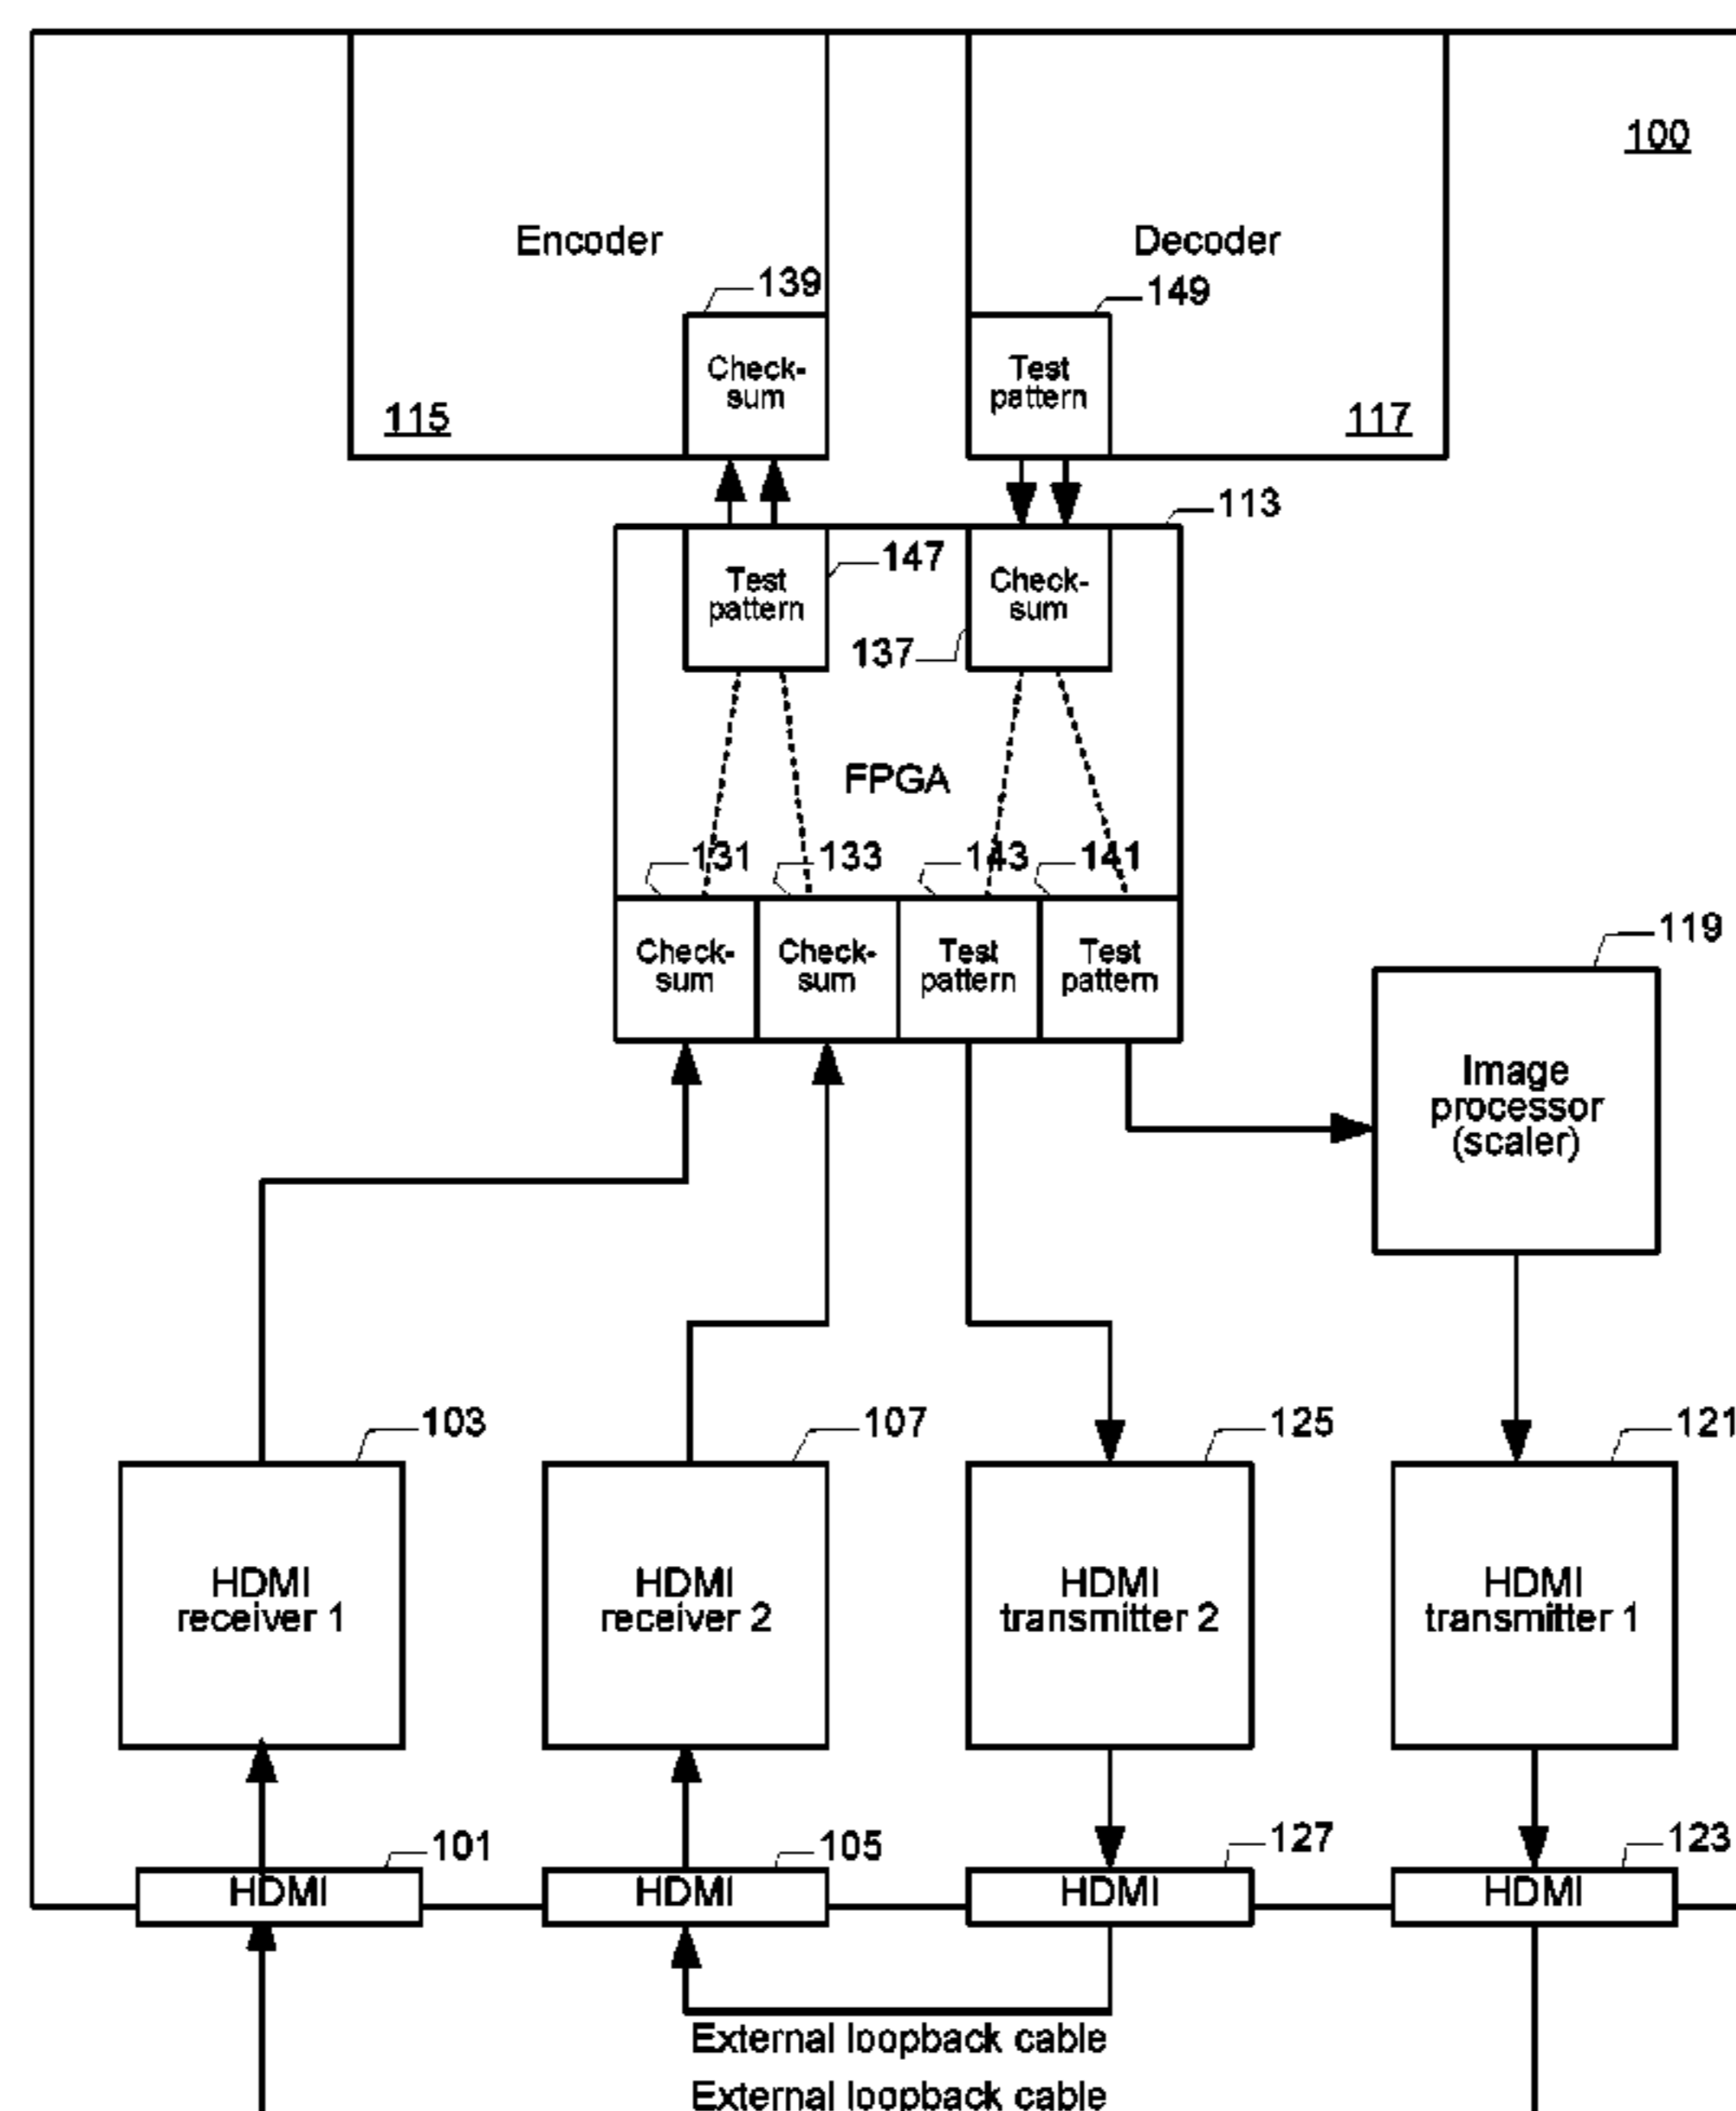 100
Encoder
Decoder
139
149
Check-
sum
Test
pattern
115
117
113
147
Test
pattern
Check-
sum
137
FPGA
131
133
143
141
Check-
sum
Check-
sum
Test
pattern
Test
pattern
119
Image
processor
(scaler)
103
107
125
121
HDMI
receiver 1
HDMI
receiver 2
HDMI
transmitter 2
HDMI
transmitter 1
101
105
127
123
HDMI
HDMI
HDMI
HDMI
External loopback cable
External loopback cable